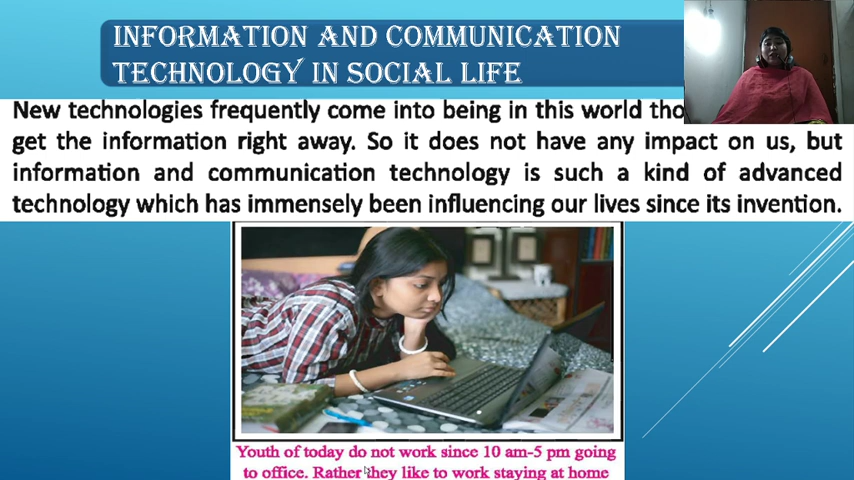 INFORMATION AND COMMUNICATION
TECHNOLOGY IN SOCIAL LIFE
New technologies frequently come into being in this world
get the information right away. So it does not have any impact on us, but
information and communication technology is such a kind of advanced
technology which has immensely been influencing our lives since its invention.
Youth of today do not work since 10 am-5 pm going
to office. Rather they like to work staying at home